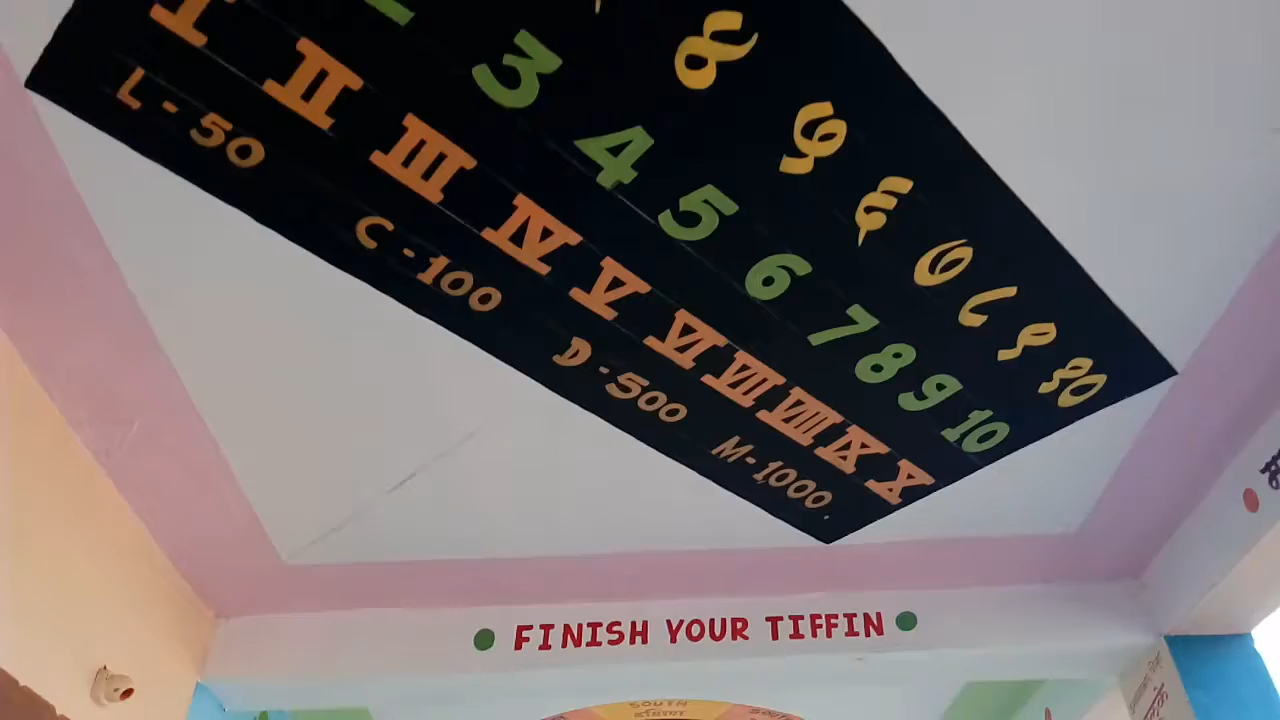 ४ ५ ६ ७ ८ ९ १०
3 4 5 6 7 8 9 10
I II III IV V VI VII VIII IX X
L - 50 C - 100 D - 500 M - 1000.
FINISH YOUR TIFFIN
SOUTH